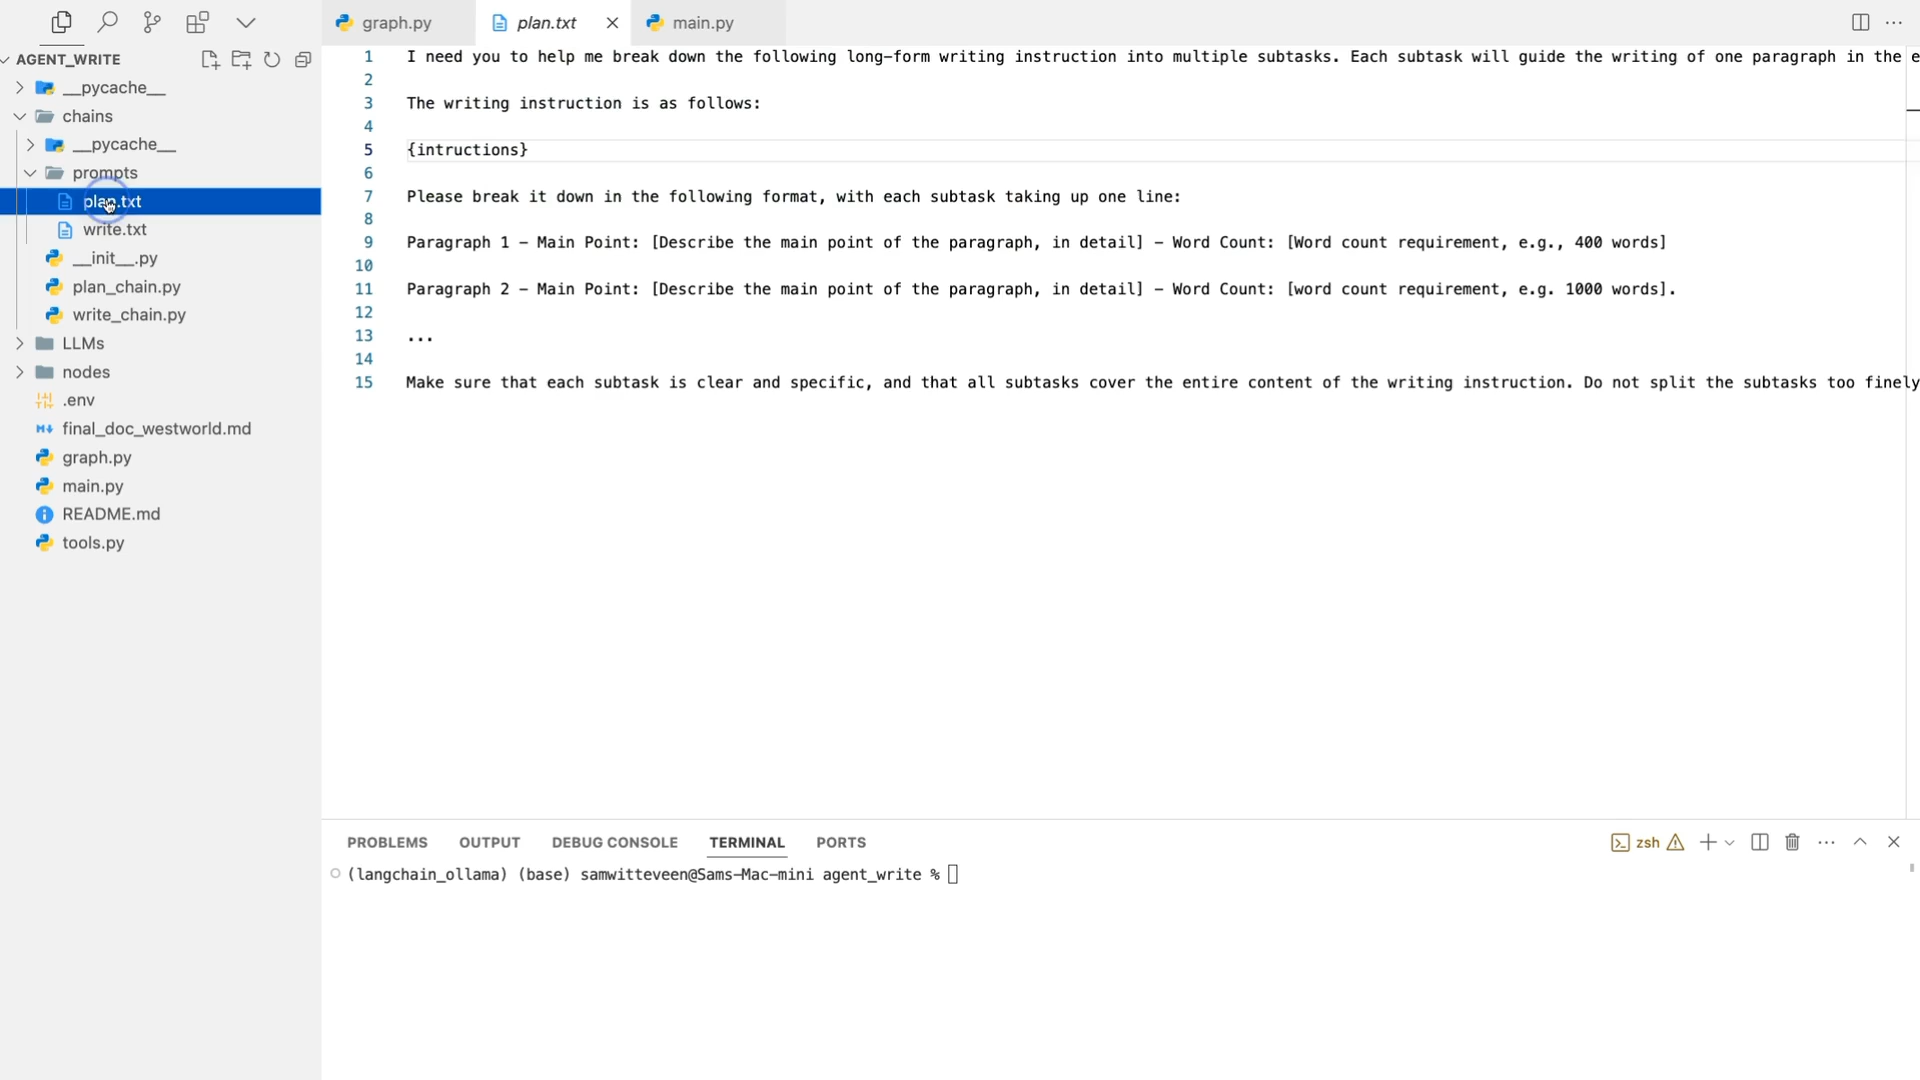 AGENT_WRITE
__pycache__
chains
__pycache__
prompts
plan.txt
write.txt
__init__.py
plan_chain.py
write_chain.py
LLMs
nodes
.env
final_doc_westworld.md
graph.py
main.py
README.md
tools.py
graph.py
plan.txt
main.py
1 I need you to help me break down the following long-form writing instruction into multiple subtasks. Each subtask will guide the writing of one paragraph in the e
2
3 The writing instruction is as follows:
4
5 {intructions}
6
7 Please break it down in the following format, with each subtask taking up one line:
8
9 Paragraph 1 - Main Point: [Describe the main point of the paragraph, in detail] - Word Count: [Word count requirement, e.g., 400 words]
10
11 Paragraph 2 - Main Point: [Describe the main point of the paragraph, in detail] - Word Count: [word count requirement, e.g. 1000 words].
12
13 ...
14
15 Make sure that each subtask is clear and specific, and that all subtasks cover the entire content of the writing instruction. Do not split the subtasks too finely
PROBLEMS OUTPUT DEBUG CONSOLE TERMINAL PORTS
zsh
(langchain_ollama) (base) samwitteveen@Sams-Mac-mini agent_write %